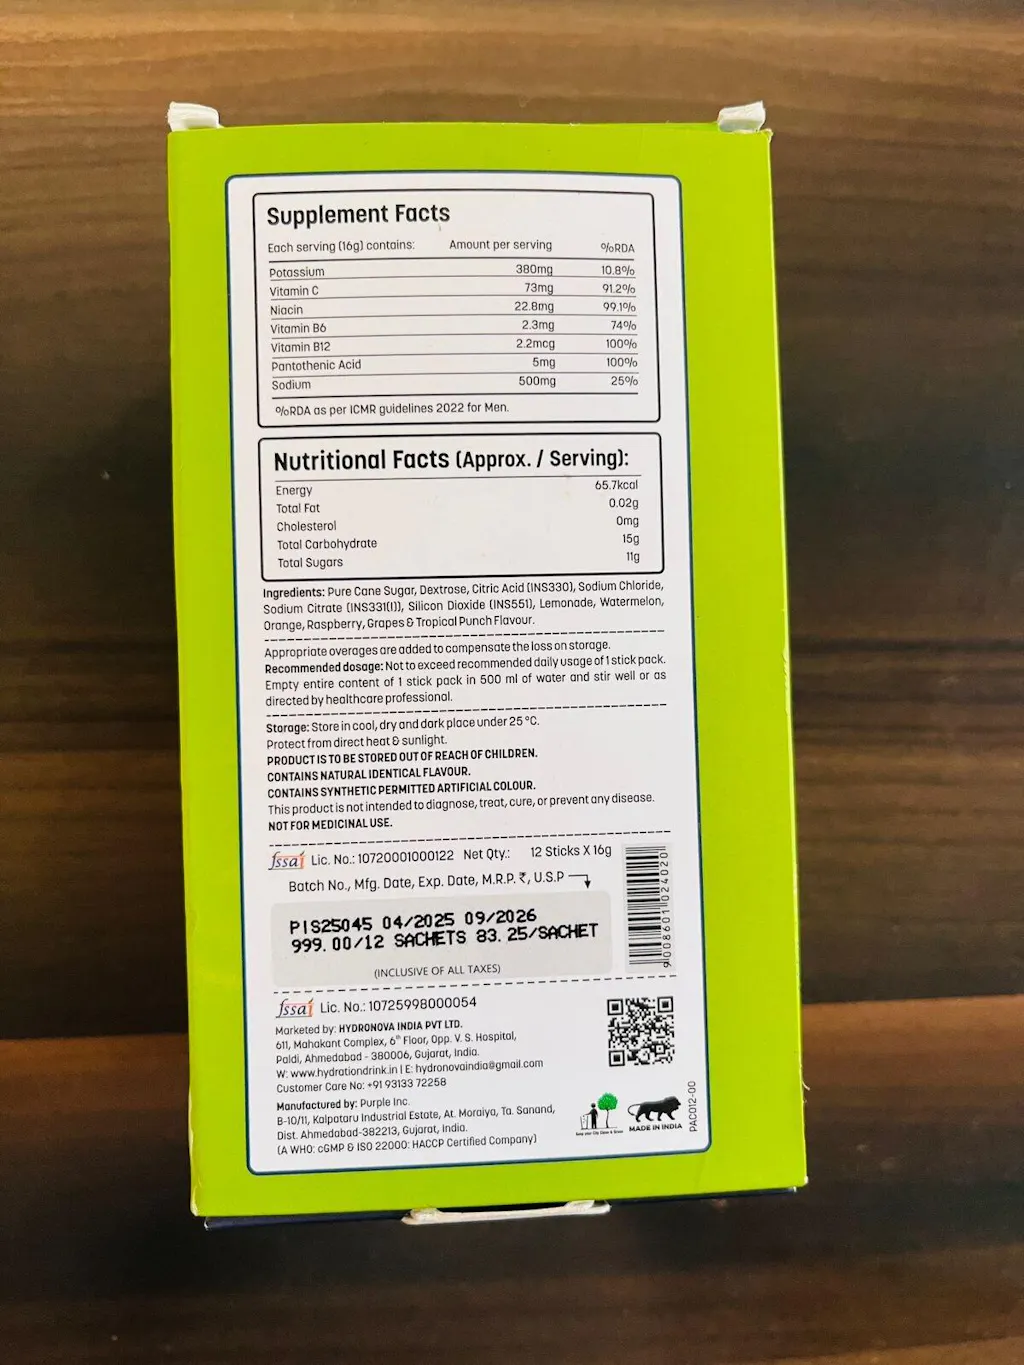 Supplement Facts
Each serving (16g) contains: Amount per serving %RDA
Potassium 380mg 10.8%
Vitamin C 73mg 91.2%
Niacin 22.8mg 99.1%
Vitamin B6 2.3mg 74%
Vitamin B12 2.2mcg 100%
Pantothenic Acid 5mg 100%
Sodium 500mg 25%
%RDA as per ICMR guidelines 2022 for Men.
Nutritional Facts (Approx. / Serving):
Energy 65.7kcal
Total Fat 0.02g
Cholesterol 0mg
Total Carbohydrate 15g
Total Sugars 11g
Ingredients: Pure Cane Sugar, Dextrose, Citric Acid (INS330), Sodium Chloride,
Sodium Citrate (INS331(I)), Silicon Dioxide (INS551), Lemonade, Watermelon,
Orange, Raspberry, Grapes & Tropical Punch Flavour.
Appropriate overages are added to compensate the loss on storage.
Recommended dosage: Not to exceed recommended daily usage of 1 stick pack.
Empty entire content of 1 stick pack in 500 ml of water and stir well or as
directed by healthcare professional.
Storage: Store in cool, dry and dark place under 25 °C.
Protect from direct heat & sunlight.
PRODUCT IS TO BE STORED OUT OF REACH OF CHILDREN.
CONTAINS NATURAL IDENTICAL FLAVOUR.
CONTAINS SYNTHETIC PERMITTED ARTIFICIAL COLOUR.
This product is not intended to diagnose, treat, cure, or prevent any disease.
NOT FOR MEDICINAL USE.
fssai Lic. No.: 10720001000122 Net Qty.: 12 Sticks X 16g
Batch No., Mfg. Date, Exp. Date, M.R.P. ₹, U.S.P
PIS25045 04/2025 09/2026
999.00/12 SACHETS 83.25/SACHET
(INCLUSIVE OF ALL TAXES)
9 008601 024020
fssai Lic. No.: 10725998000054
Marketed by: HYDRONOVA INDIA PVT LTD.
611, Mahakant Complex, 6th Floor, Opp. V. S. Hospital,
Paldi, Ahmedabad - 380006, Gujarat, India.
W: www.hydrationdrink.in | E: hydronovaindia@gmail.com
Customer Care No: +91 93133 72258
Manufactured by: Purple Inc.
B-10/11, Kalpataru Industrial Estate, At. Moraiya, Ta. Sanand,
Dist. Ahmedabad-382213, Gujarat, India.
(A WHO: cGMP & ISO 22000: HACCP Certified Company)
Keep your City Clean & Green
MADE IN INDIA
PAC012-00